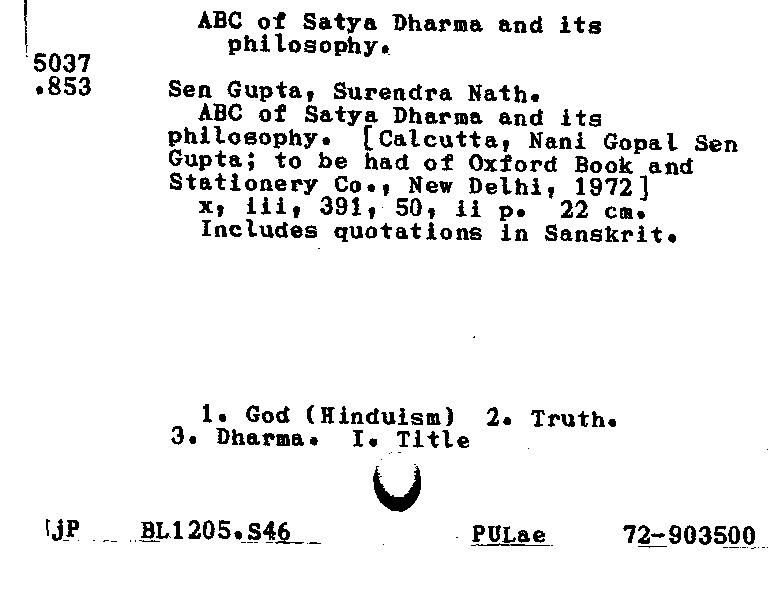 ABC of Satya Dharma and its
philosophy.
5037
.853
Sen Gupta, Surendra Nath.
ABC of Satya Dharma and its
philosophy. [Calcutta, Nani Gopal Sen
Gupta; to be had of Oxford Book and
Stationery Co., New Delhi, 1972]
x, iii, 391, 50, ii p. 22 cm.
Includes quotations in Sanskrit.
1. God (Hinduism) 2. Truth.
3. Dharma. I. Title
BL1205.S46 PULae 72-903500